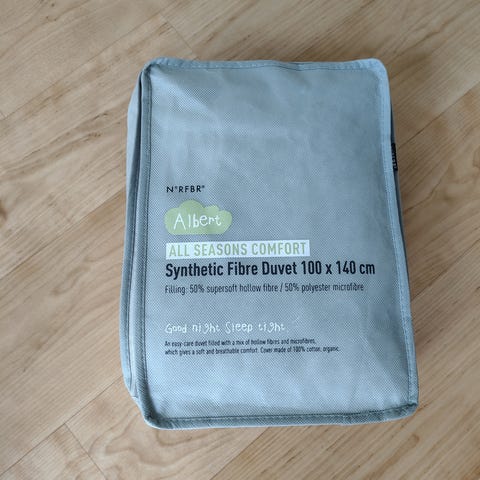 N°RFBR°
Albert
ALL SEASONS COMFORT
Synthetic Fibre Duvet 100 x 140 cm
Filling: 50% supersoft hollow fibre / 50% polyester microfibre
Good night Sleep tight
An easy-care duvet filled with a mix of hollow fibres and microfibres,
which gives a soft and breathable comfort. Cover made of 100% cotton, organic.